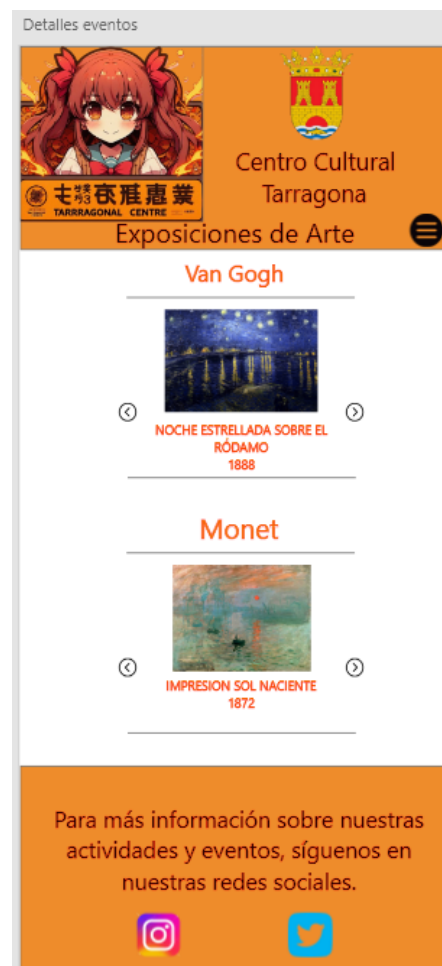 Detalles eventos
Centro Cultural
Tarragona
TARRRAGONAL CENTRE
Exposiciones de Arte
Van Gogh
NOCHE ESTRELLADA SOBRE EL
RÓDAMO
1888
Monet
IMPRESION SOL NACIENTE
1872
Para más información sobre nuestras
actividades y eventos, síguenos en
nuestras redes sociales.